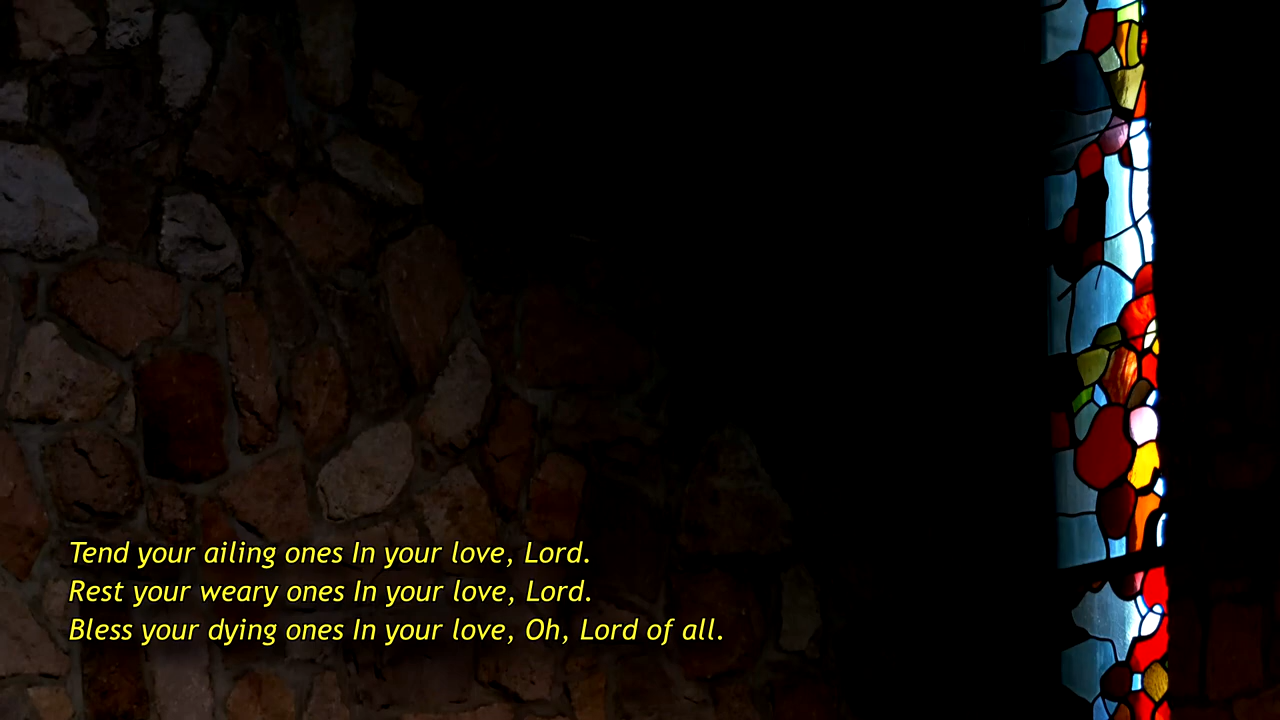 Tend your ailing ones In your love, Lord.
Rest your weary ones In your love, Lord.
Bless your dying ones In your love, Oh, Lord of all.